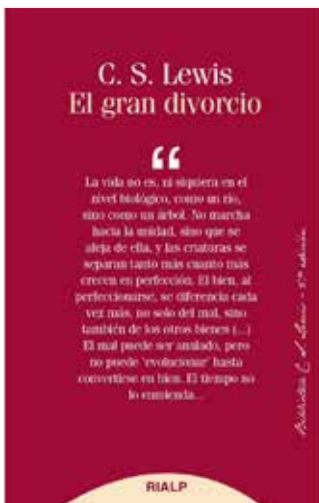 C. S. Lewis
El gran divorcio
“
La vida no es, ni siquiera en el
nivel biológico, como un río,
sino como un árbol. No marcha
hacia la unidad, sino que se
aleja de ella, y las criaturas se
separan tanto más cuanto más
crecen en perfección. El bien, al
perfeccionarse, se diferencia cada
vez más, no solo del mal, sino
también de los otros bienes (...)
El mal puede ser anulado, pero
no puede 'evolucionar' hasta
convertirse en bien. El tiempo no
lo enmienda...
Biblioteca C. S. Lewis - 5ª edición
RIALP